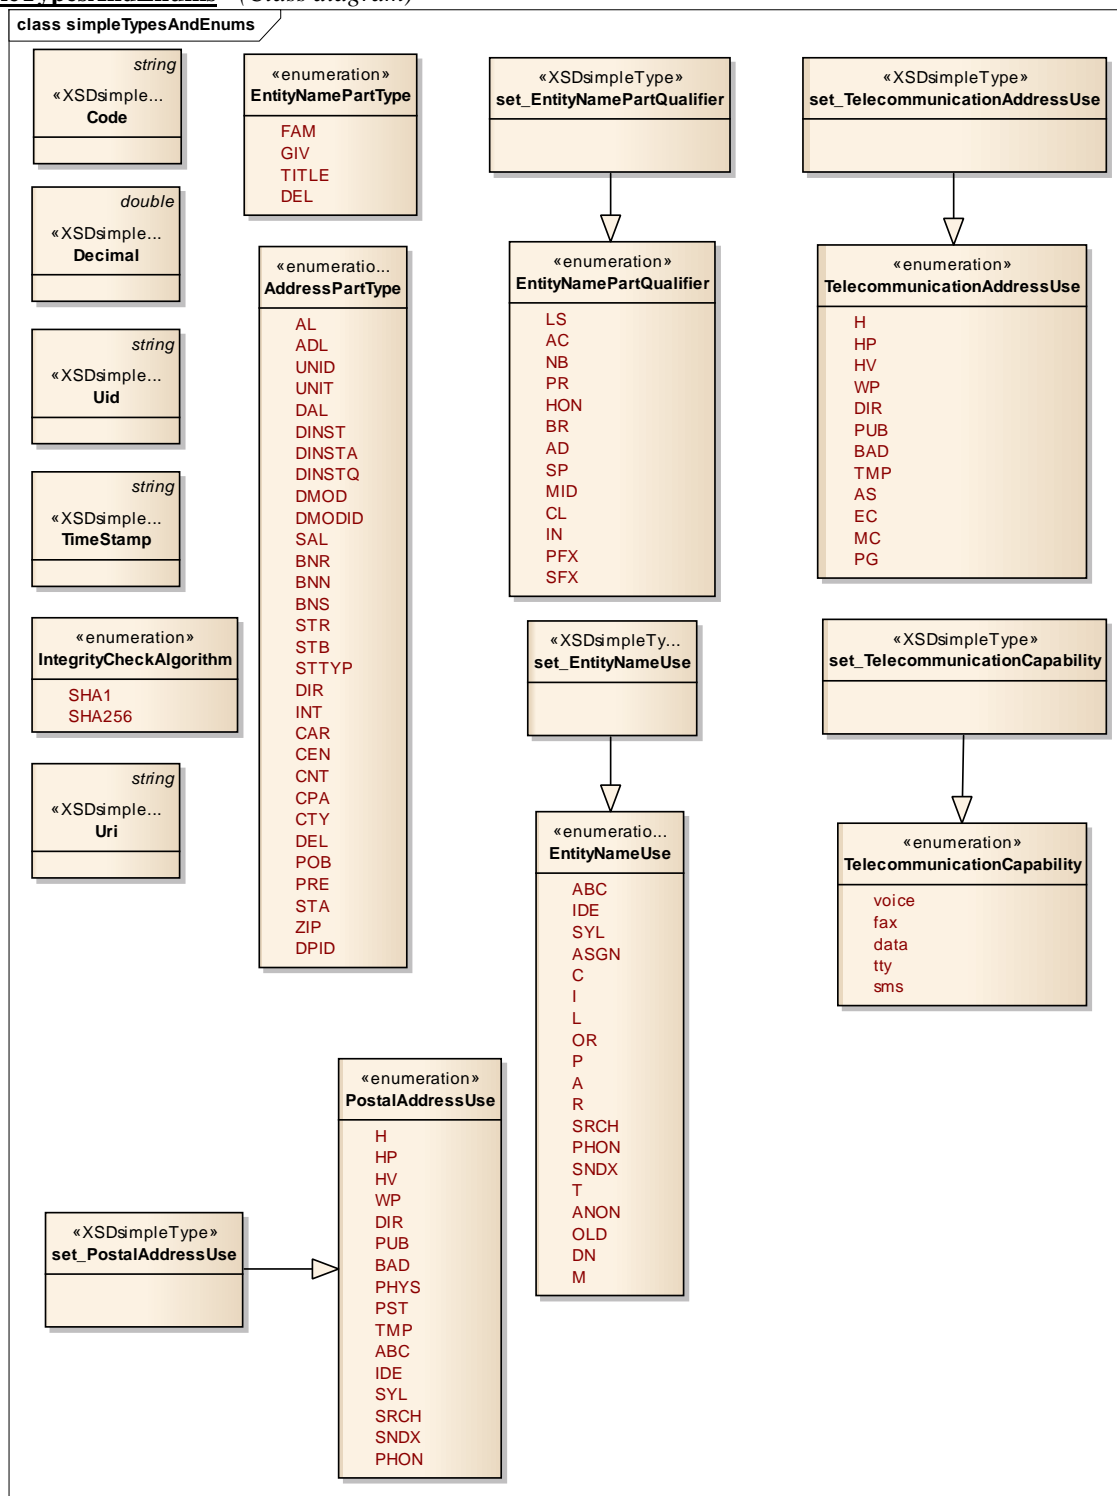 (Class diagram)
class simpleTypesAndEnums
string
«XSDsimple...
Code
double
«XSDsimple...
Decimal
string
«XSDsimple...
Uid
string
«XSDsimple...
TimeStamp
«enumeration»
IntegrityCheckAlgorithm
SHA1
SHA256
string
«XSDsimple...
Uri
«enumeration»
EntityNamePartType
FAM
GIV
TITLE
DEL
«enumeratio...
AddressPartType
AL
ADL
UNID
UNIT
DAL
DINST
DINSTA
DINSTQ
DMOD
DMODID
SAL
BNR
BNN
BNS
STR
STB
STTYP
DIR
INT
CAR
CEN
CNT
CPA
CTY
DEL
POB
PRE
STA
ZIP
DPID
«XSDsimpleType»
set_EntityNamePartQualifier
«enumeration»
EntityNamePartQualifier
LS
AC
NB
PR
HON
BR
AD
SP
MID
CL
IN
PFX
SFX
«XSDsimpleTy...
set_EntityNameUse
«enumeratio...
EntityNameUse
ABC
IDE
SYL
ASGN
C
I
L
OR
P
A
R
SRCH
PHON
SNDX
T
ANON
OLD
DN
M
«XSDsimpleType»
set_TelecommunicationAddressUse
«enumeration»
TelecommunicationAddressUse
H
HP
HV
WP
DIR
PUB
BAD
TMP
AS
EC
MC
PG
«XSDsimpleType»
set_TelecommunicationCapability
«enumeration»
TelecommunicationCapability
voice
fax
data
tty
sms
«XSDsimpleType»
set_PostalAddressUse
«enumeration»
PostalAddressUse
H
HP
HV
WP
DIR
PUB
BAD
PHYS
PST
TMP
ABC
IDE
SYL
SRCH
SNDX
PHON